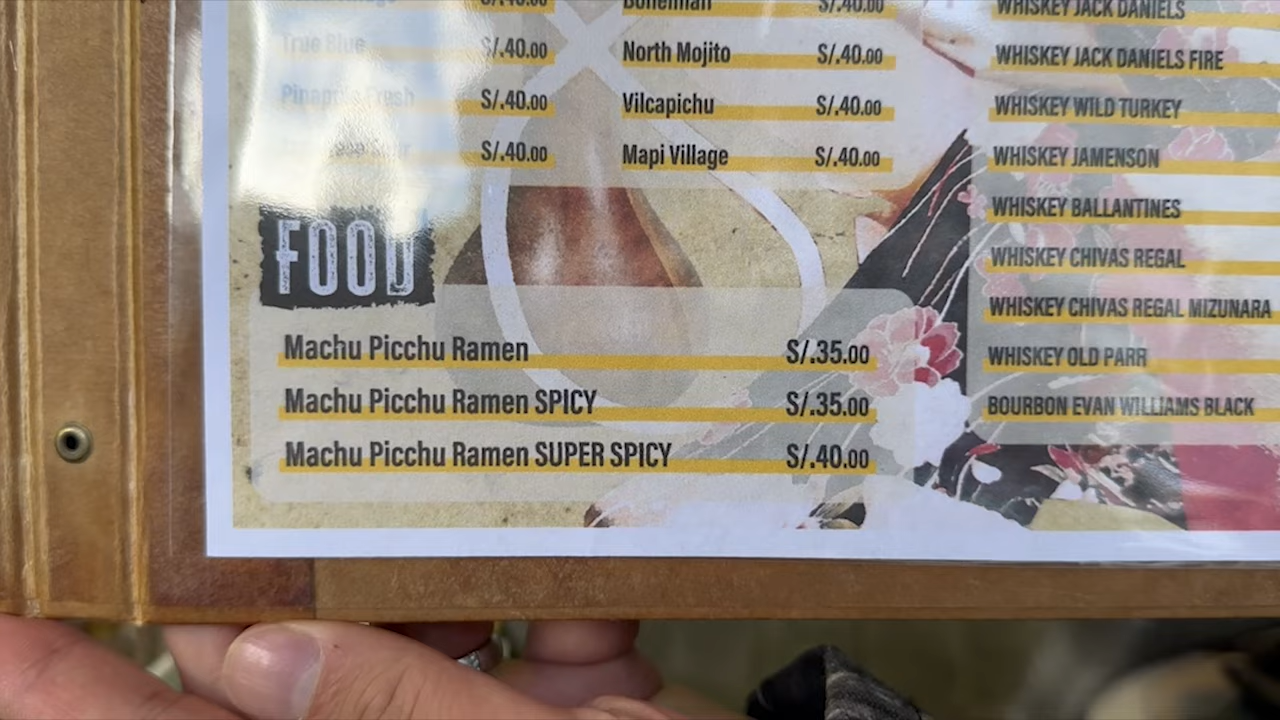 S/.40.00
True Blue S/.40.00
Pinapple Fresh S/.40.00
S/.40.00
Bohemian S/.40.00
North Mojito S/.40.00
Vilcapichu S/.40.00
Mapi Village S/.40.00
FOOD
Machu Picchu Ramen S/.35.00
Machu Picchu Ramen SPICY S/.35.00
Machu Picchu Ramen SUPER SPICY S/.40.00
WHISKEY JACK DANIELS
WHISKEY JACK DANIELS FIRE
WHISKEY WILD TURKEY
WHISKEY JAMENSON
WHISKEY BALLANTINES
WHISKEY CHIVAS REGAL
WHISKEY CHIVAS REGAL MIZUNARA
WHISKEY OLD PARR
BOURBON EVAN WILLIAMS BLACK